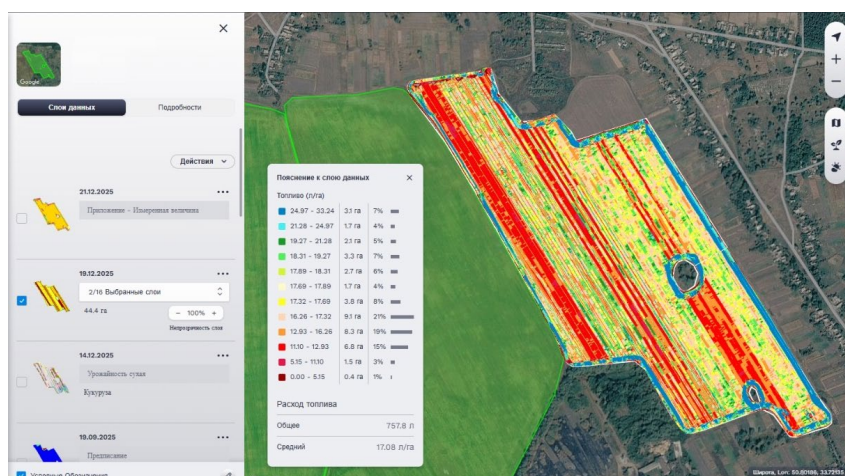 Google
Слои данных
Подробности
Действия
21.12.2025
Приложение - Измеренная величина
19.12.2025
2/16 Выбранные слои
44.4 га
− 100% +
Непрозрачность слоя
14.12.2025
Урожайность сухая
Кукуруза
19.09.2025
Предписание
Условные Обозначения
Пояснение к слою данных
Топливо (л/га)
24.97 - 33.24 3.1 га 7%
21.28 - 24.97 1.7 га 4%
19.27 - 21.28 2.1 га 5%
18.31 - 19.27 3.3 га 7%
17.89 - 18.31 2.7 га 6%
17.69 - 17.89 1.7 га 4%
17.32 - 17.69 3.8 га 8%
16.26 - 17.32 9.1 га 21%
12.93 - 16.26 8.3 га 19%
11.10 - 12.93 6.8 га 15%
5.15 - 11.10 1.5 га 3%
0.00 - 5.15 0.4 га 1%
Расход топлива
Общее 757.8 л
Средний 17.08 л/га